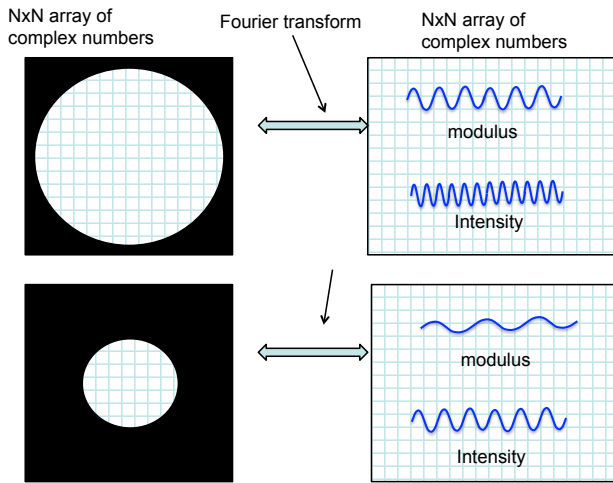 NxN array of
complex numbers
Fourier transform
NxN array of
complex numbers
modulus
Intensity
modulus
Intensity